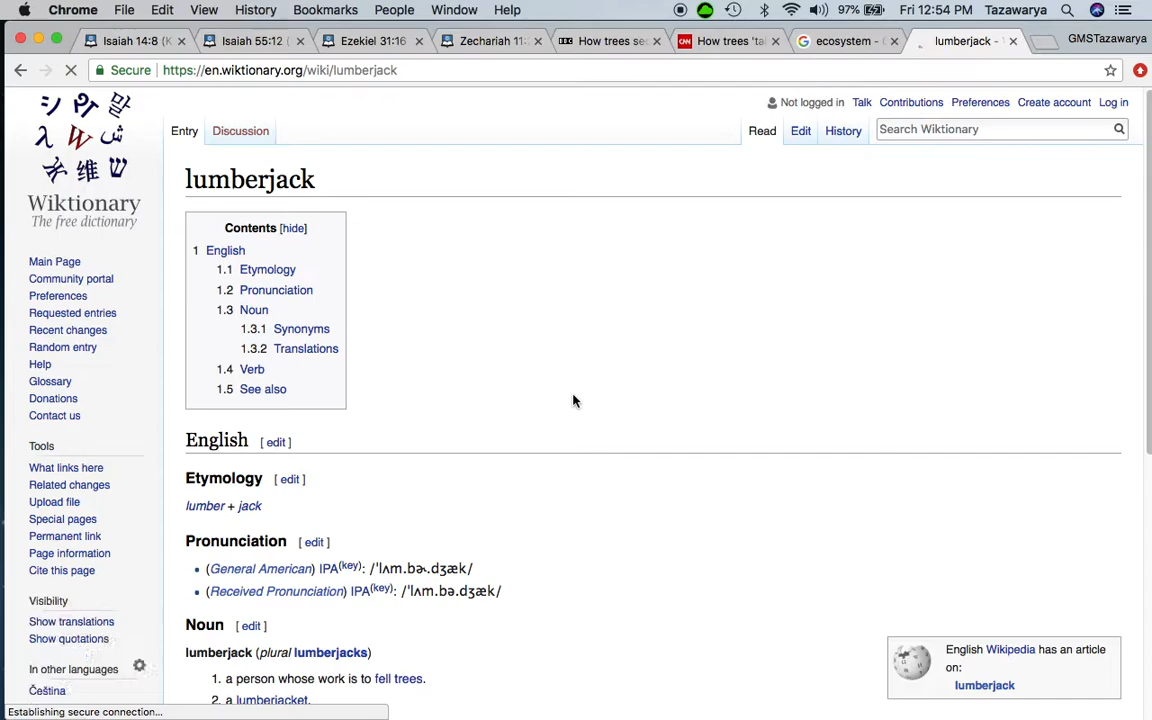 Chrome File Edit View History Bookmarks People Window Help 97% Fri 12:54 PM Tazawarya
Isaiah 14:8 (K Isaiah 55:12 ( Ezekiel 31:16 Zechariah 11: BBC How trees se CNN How trees 'tal ecosystem - G lumberjack - GMSTazawarya
Secure https://en.wiktionary.org/wiki/lumberjack
Not logged in Talk Contributions Preferences Create account Log in
Entry Discussion Read Edit History Search Wiktionary
Wiktionary
The free dictionary
Main Page
Community portal
Preferences
Requested entries
Recent changes
Random entry
Help
Glossary
Donations
Contact us
Tools
What links here
Related changes
Upload file
Special pages
Permanent link
Page information
Cite this page
Visibility
Show translations
Show quotations
In other languages
Čeština
lumberjack
Contents [hide]
1 English
1.1 Etymology
1.2 Pronunciation
1.3 Noun
1.3.1 Synonyms
1.3.2 Translations
1.4 Verb
1.5 See also
English [ edit ]
Etymology [ edit ]
lumber + jack
Pronunciation [ edit ]
• (General American) IPA(key): /ˈlʌm.bɚ.dʒæk/
• (Received Pronunciation) IPA(key): /ˈlʌm.bə.dʒæk/
Noun [ edit ]
lumberjack (plural lumberjacks)
1. a person whose work is to fell trees.
2. a lumberjacket.
English Wikipedia has an article
on:
lumberjack
Establishing secure connection...